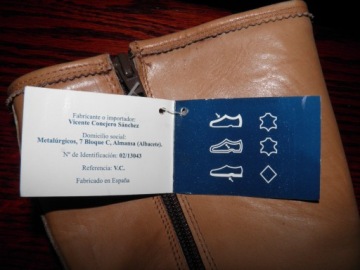 Fabricante o importador:
Vicente Conejero Sánchez
Domicilio social:
Metalúrgicos, 7 Bloque C, Almansa (Albacete).
Nº de Identificación: 02/13043
Referencia: V.C.
Fabricado en España